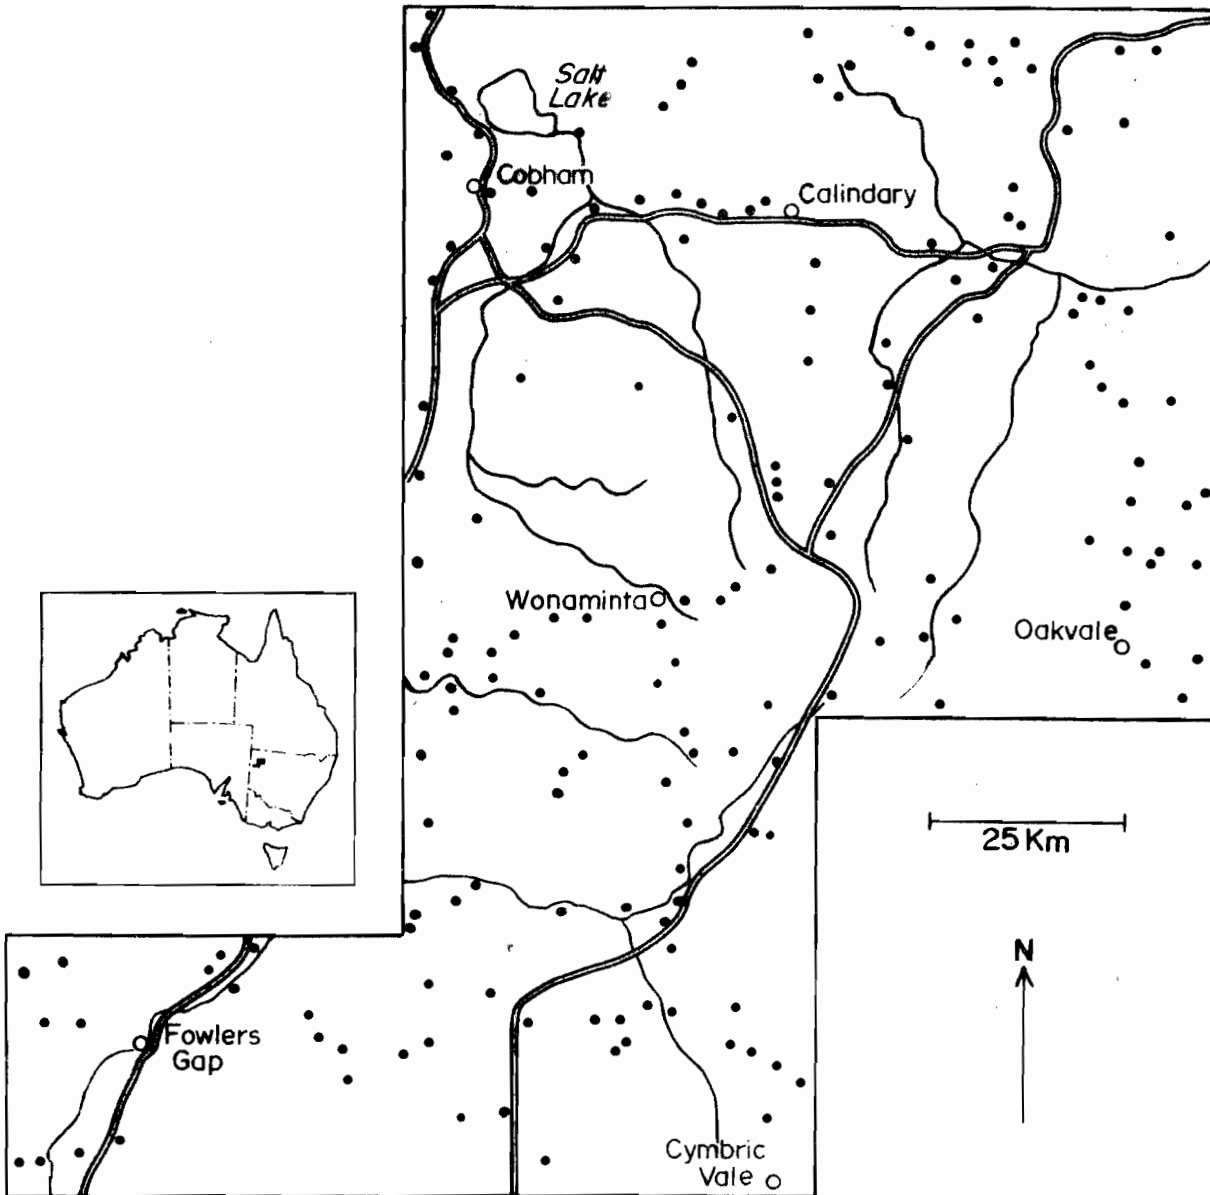 Salt
Lake
Cobham
Calindary
Wonaminta
Oakvale
25 Km
N
Fowlers
Gap
Cymbric
Vale